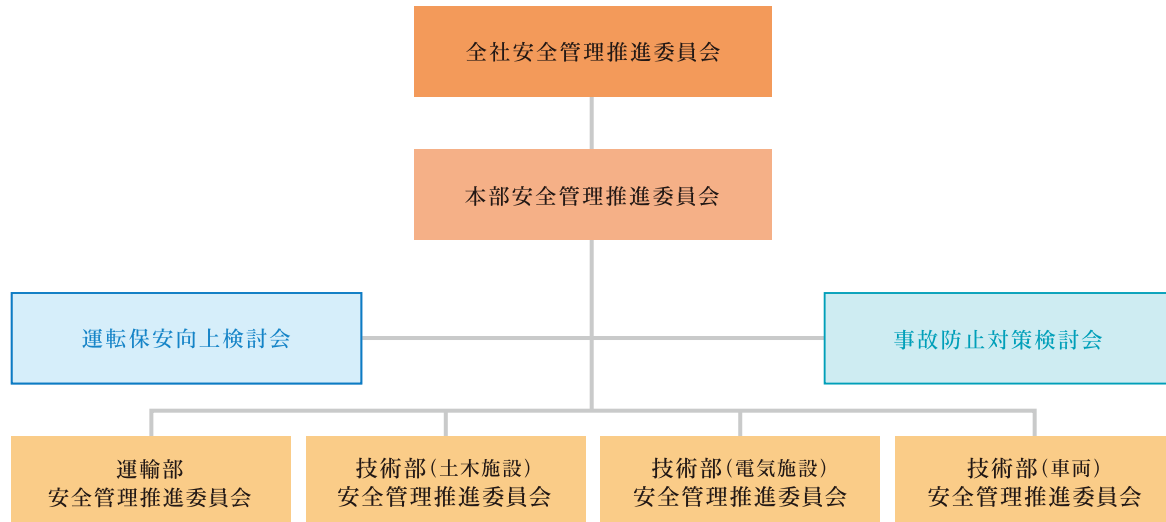 全社安全管理推進委員会
本部安全管理推進委員会
運転保安向上検討会
事故防止対策検討会
運輸部
安全管理推進委員会
技術部(土木施設)
安全管理推進委員会
技術部(電気施設)
安全管理推進委員会
技術部(車両)
安全管理推進委員会